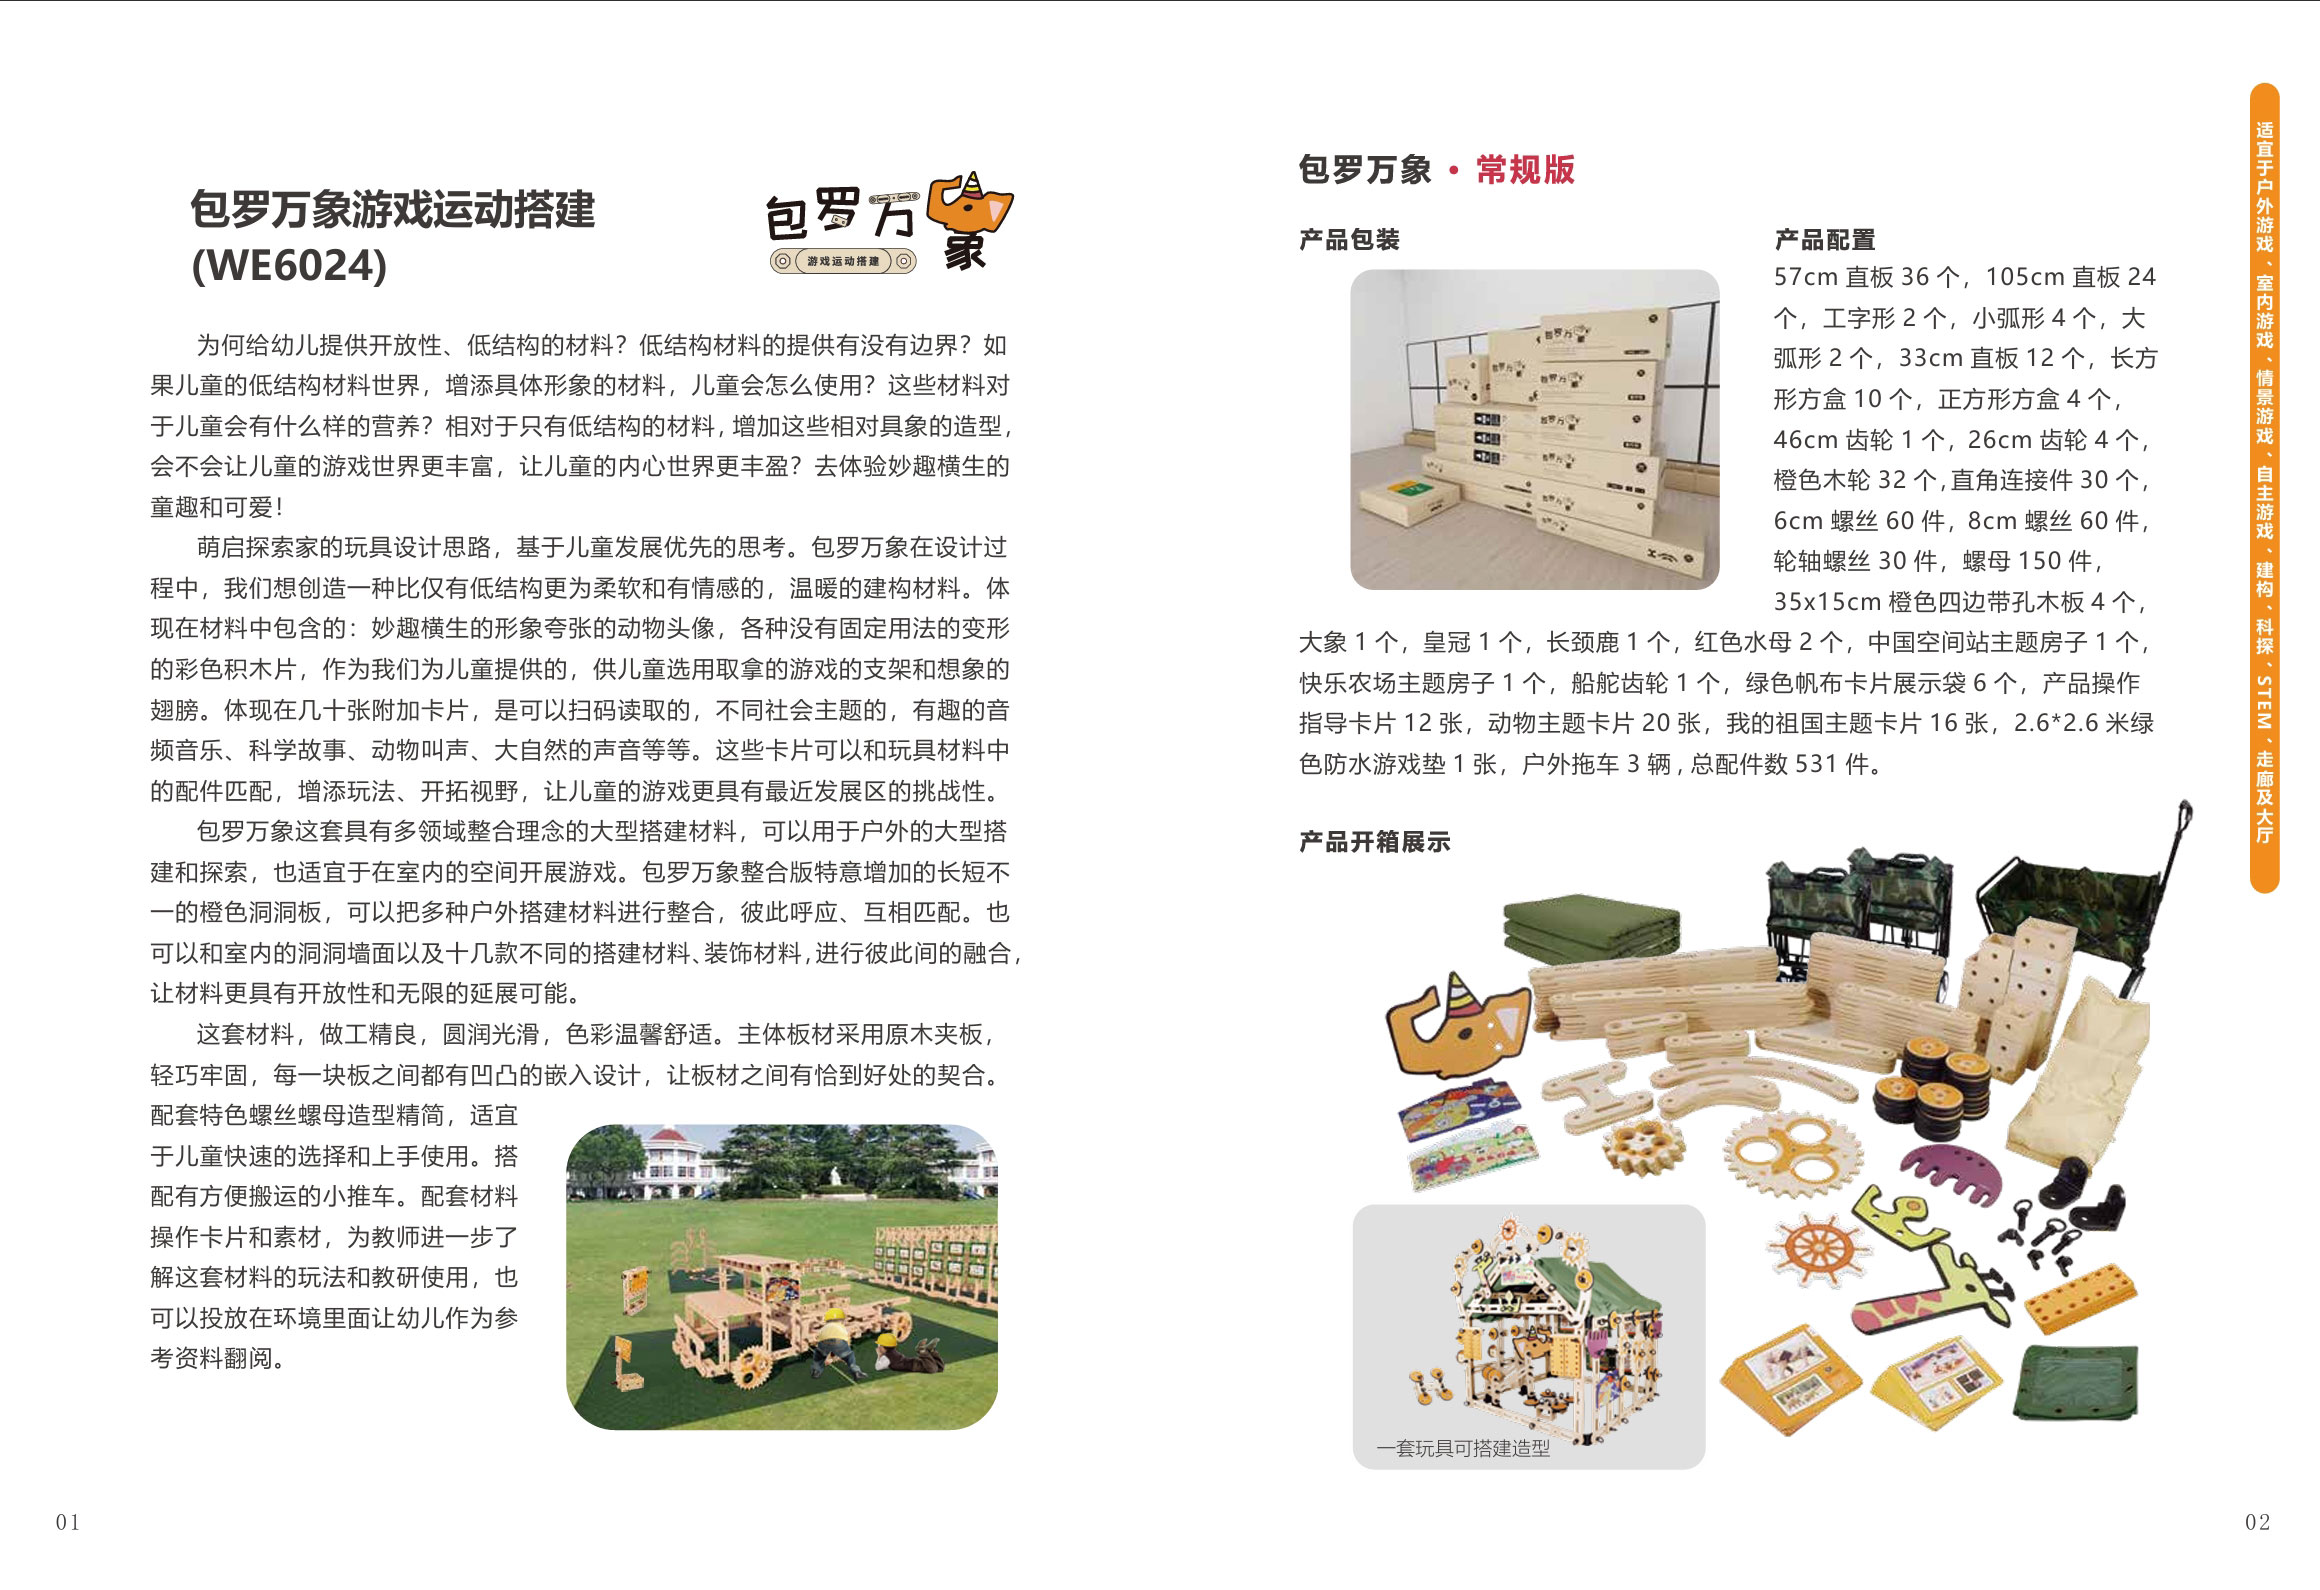 包罗万象游戏运动搭建
(WE6024)
包罗万象
游戏运动搭建
为何给幼儿提供开放性、低结构的材料？低结构材料的提供有没有边界？如
果儿童的低结构材料世界，增添具体形象的材料，儿童会怎么使用？这些材料对
于儿童会有什么样的营养？相对于只有低结构的材料，增加这些相对具象的造型，
会不会让儿童的游戏世界更丰富，让儿童的内心世界更丰盈？去体验妙趣横生的
童趣和可爱！
萌启探索家的玩具设计思路，基于儿童发展优先的思考。包罗万象在设计过
程中，我们想创造一种比仅有低结构更为柔软和有情感的，温暖的建构材料。体
现在材料中包含的：妙趣横生的形象夸张的动物头像，各种没有固定用法的变形
的彩色积木片，作为我们为儿童提供的，供儿童选用取拿的游戏的支架和想象的
翅膀。体现在几十张附加卡片，是可以扫码读取的，不同社会主题的，有趣的音
频音乐、科学故事、动物叫声、大自然的声音等等。这些卡片可以和玩具材料中
的配件匹配，增添玩法、开拓视野，让儿童的游戏更具有最近发展区的挑战性。
包罗万象这套具有多领域整合理念的大型搭建材料，可以用于户外的大型搭
建和探索，也适宜于在室内的空间开展游戏。包罗万象整合版特意增加的长短不
一的橙色洞洞板，可以把多种户外搭建材料进行整合，彼此呼应、互相匹配。也
可以和室内的洞洞墙面以及十几款不同的搭建材料、装饰材料，进行彼此间的融合，
让材料更具有开放性和无限的延展可能。
这套材料，做工精良，圆润光滑，色彩温馨舒适。主体板材采用原木夹板，
轻巧牢固，每一块板之间都有凹凸的嵌入设计，让板材之间有恰到好处的契合。
配套特色螺丝螺母造型精简，适宜
于儿童快速的选择和上手使用。搭
配有方便搬运的小推车。配套材料
操作卡片和素材，为教师进一步了
解这套材料的玩法和教研使用，也
可以投放在环境里面让幼儿作为参
考资料翻阅。
01
包罗万象 • 常规版
产品包装
产品配置
57cm 直板 36 个，105cm 直板 24
个，工字形 2 个，小弧形 4 个，大
弧形 2 个，33cm 直板 12 个，长方
形方盒 10 个，正方形方盒 4 个，
46cm 齿轮 1 个，26cm 齿轮 4 个，
橙色木轮 32 个，直角连接件 30 个，
6cm 螺丝 60 件，8cm 螺丝 60 件，
轮轴螺丝 30 件，螺母 150 件，
35x15cm 橙色四边带孔木板 4 个，
大象 1 个，皇冠 1 个，长颈鹿 1 个，红色水母 2 个，中国空间站主题房子 1 个，
快乐农场主题房子 1 个，船舵齿轮 1 个，绿色帆布卡片展示袋 6 个，产品操作
指导卡片 12 张，动物主题卡片 20 张，我的祖国主题卡片 16 张，2.6*2.6 米绿
色防水游戏垫 1 张，户外拖车 3 辆 , 总配件数 531 件。
产品开箱展示
一套玩具可搭建造型
适宜于户外游戏、室内游戏、情景游戏、自主游戏、建构、科探、STEM、走廊及大厅
02